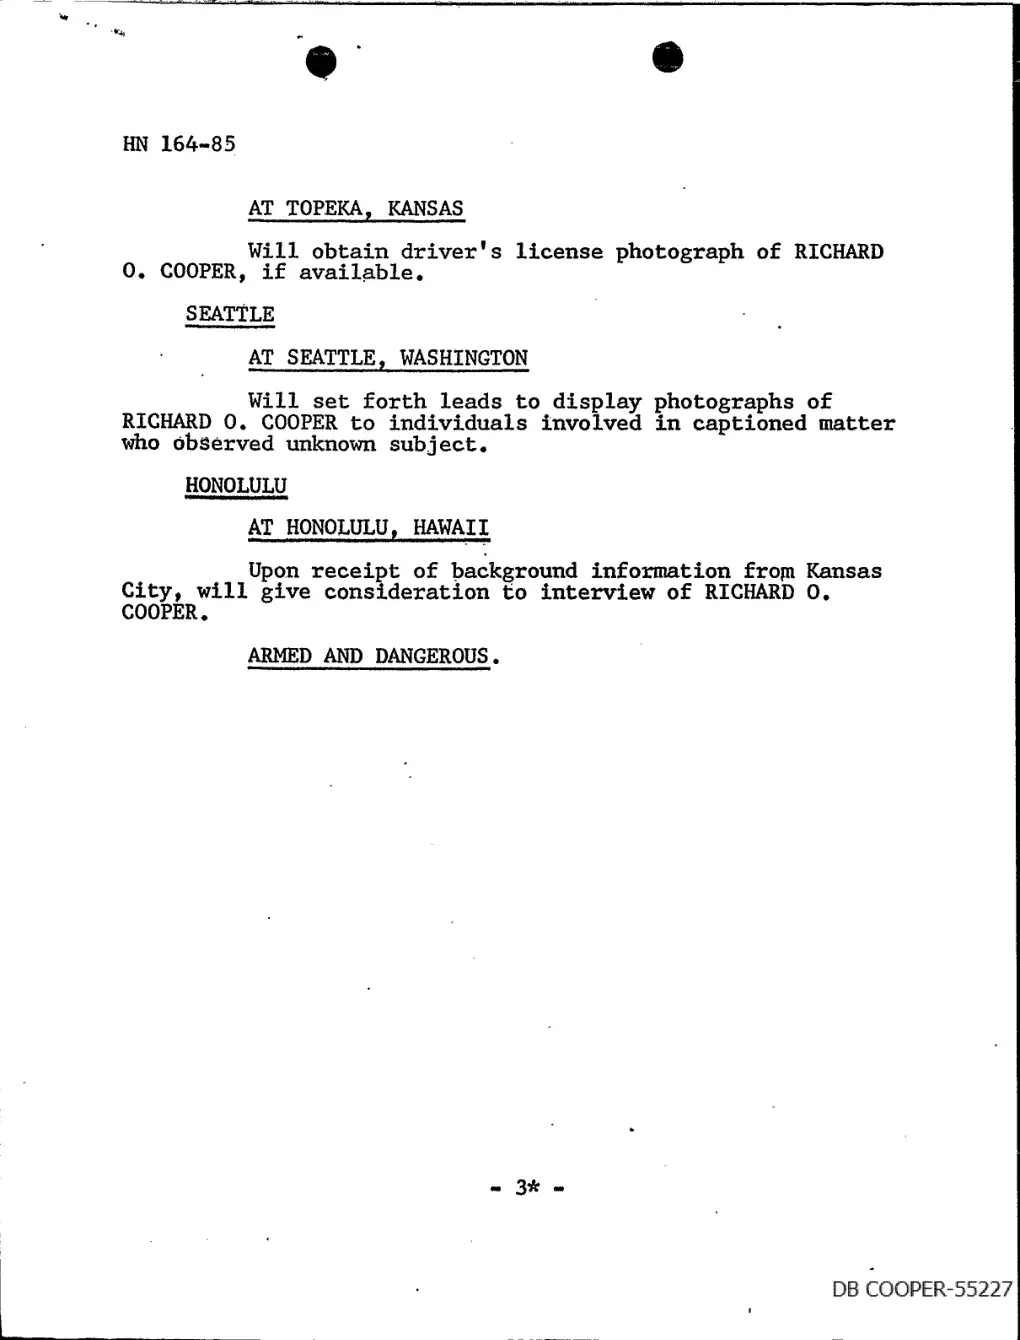 HN 164-85
AT TOPEKA, KANSAS
Will obtain driver's license photograph of RICHARD
O. COOPER, if available.
SEATTLE
AT SEATTLE, WASHINGTON
Will set forth leads to display photographs of
RICHARD O. COOPER to individuals involved in captioned matter
who observed unknown subject.
HONOLULU
AT HONOLULU, HAWAII
Upon receipt of background information from Kansas
City, will give consideration to interview of RICHARD O.
COOPER.
ARMED AND DANGEROUS.
- 3* -
DB COOPER-55227